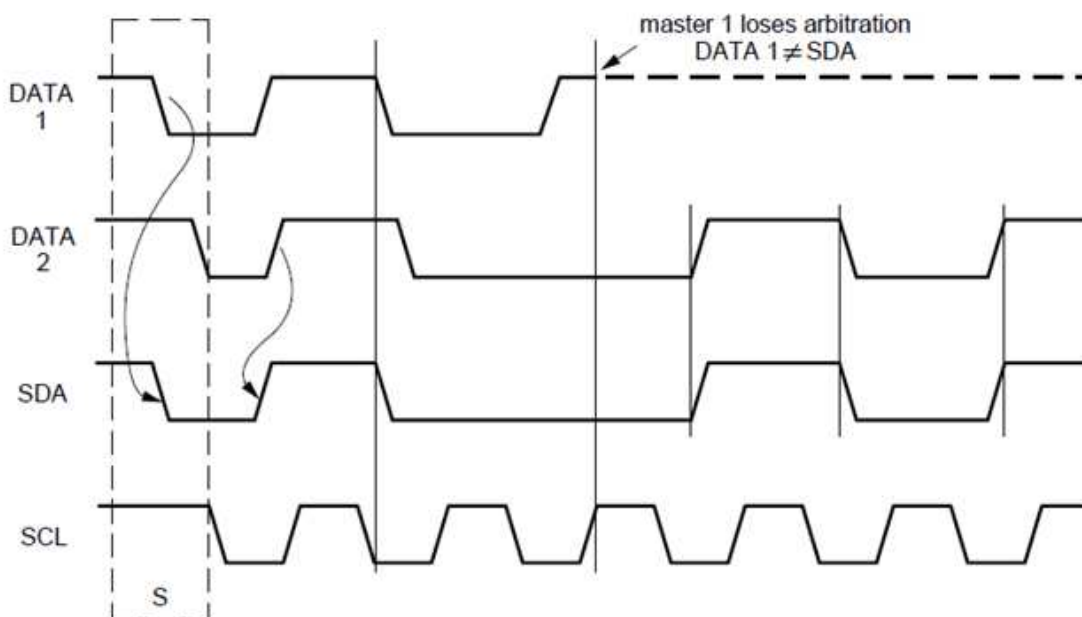 master 1 loses arbitration
DATA 1 ≠ SDA
DATA
1
DATA
2
SDA
SCL
S